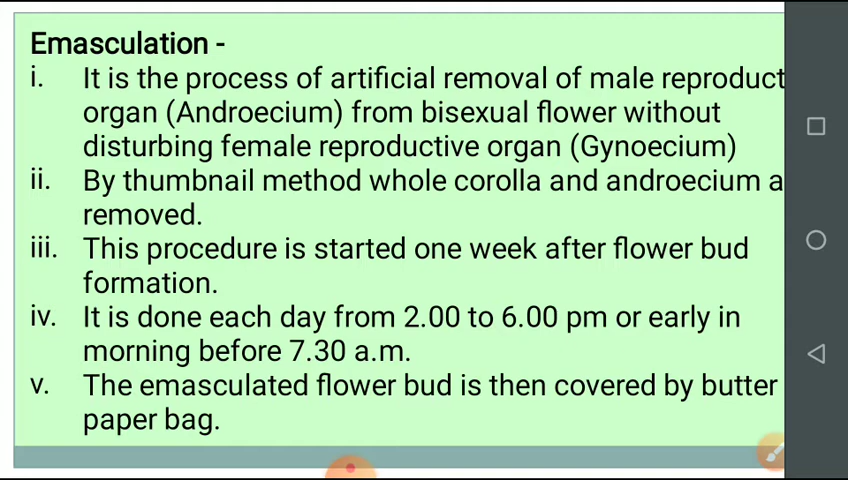 Emasculation -
i. It is the process of artificial removal of male reproduct
organ (Androecium) from bisexual flower without
disturbing female reproductive organ (Gynoecium)
ii. By thumbnail method whole corolla and androecium a
removed.
iii. This procedure is started one week after flower bud
formation.
iv. It is done each day from 2.00 to 6.00 pm or early in
morning before 7.30 a.m.
v. The emasculated flower bud is then covered by butter
paper bag.